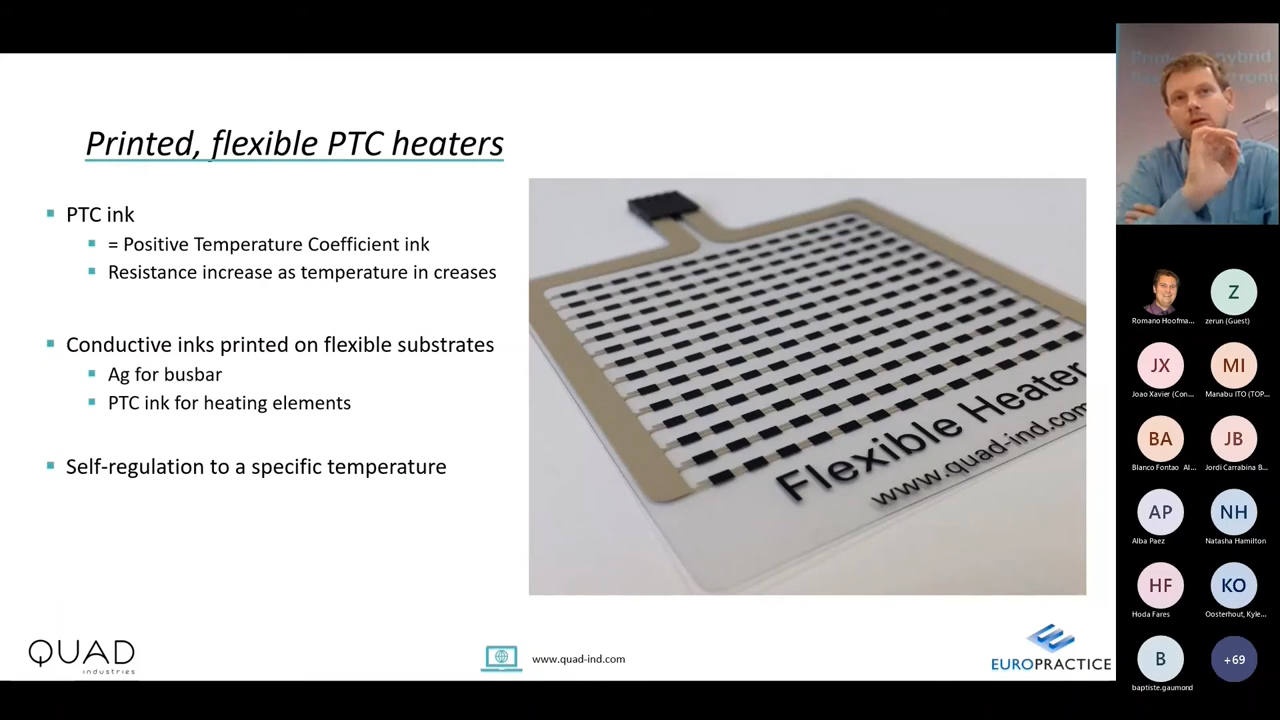 Printed, flexible PTC heaters
PTC ink
= Positive Temperature Coefficient ink
Resistance increase as temperature in creases
Conductive inks printed on flexible substrates
Ag for busbar
PTC ink for heating elements
Self-regulation to a specific temperature
Flexible Heater
www.quad-ind.com
QUAD
industries
www.quad-ind.com
EUROPRACTICE
Romano Hoofma...
Z
zerun (Guest)
JX
Joao Xavier (Con...
MI
Manabu ITO (TOP...
BA
Blanco Fontao Al...
JB
Jordi Carrabina B...
AP
Alba Paez
NH
Natasha Hamilton
HF
Hoda Fares
KO
Oosterhout, Kyle...
B
baptiste.gaumond
+69